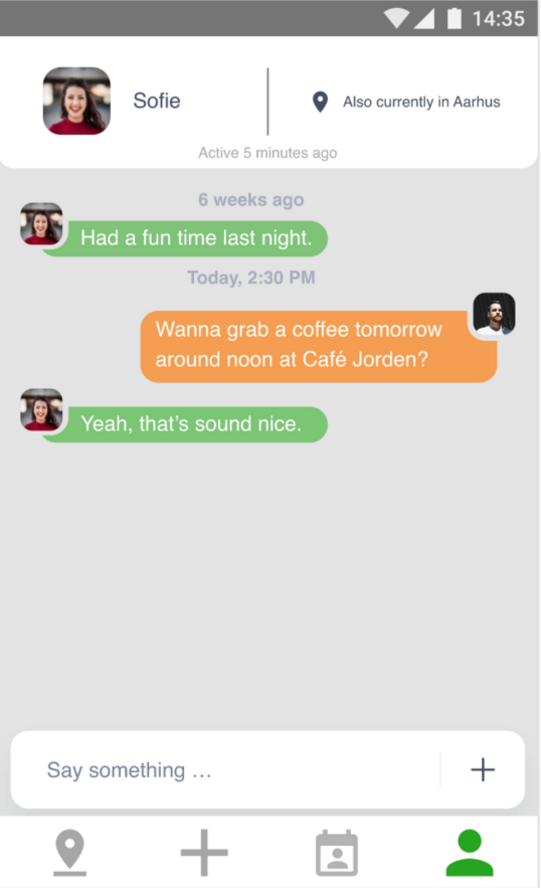 14:35
Sofie
Also currently in Aarhus
Active 5 minutes ago
6 weeks ago
Had a fun time last night.
Today, 2:30 PM
Wanna grab a coffee tomorrow
around noon at Café Jorden?
Yeah, that’s sound nice.
Say something …